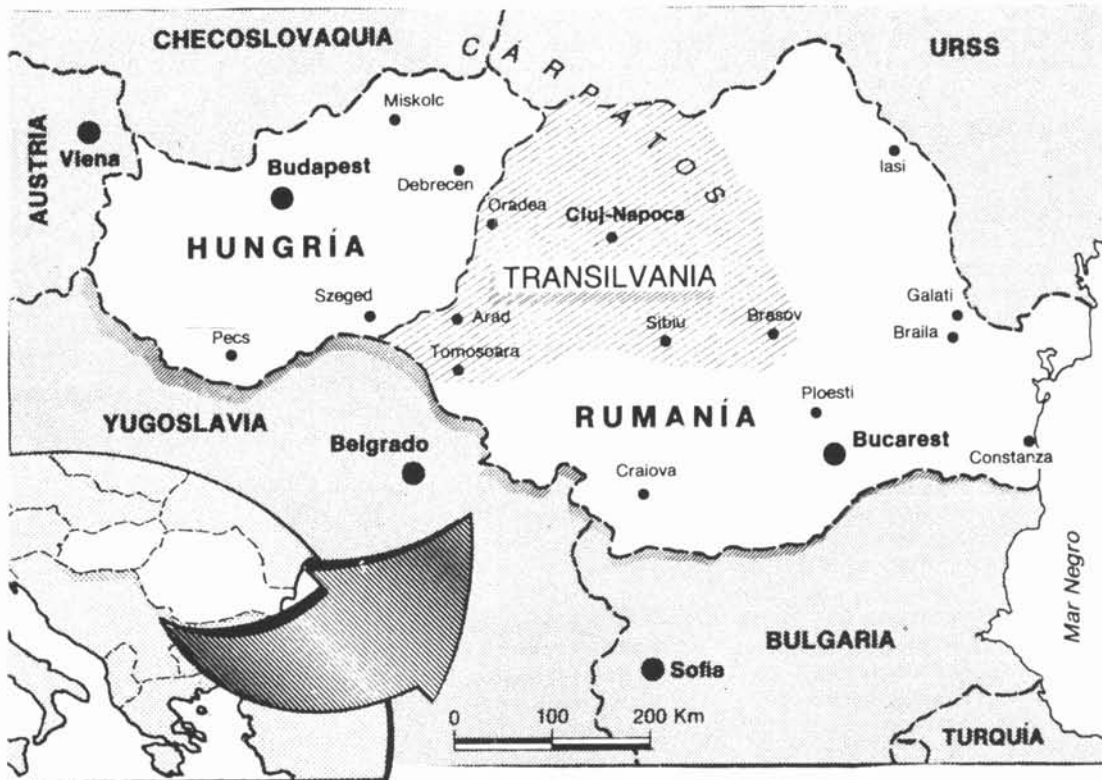 CHECOSLOVAQUIA
CARPATOS
URSS
AUSTRIA
Viena
Miskolc
Budapest
Debrecen
Iasi
Oradea
Cluj-Napoca
HUNGRÍA
TRANSILVANIA
Szeged
Arad
Sibiu
Brasov
Galati
Braila
Pecs
Tomosoara
Ploesti
YUGOSLAVIA
RUMANÍA
Belgrado
Bucarest
Constanza
Craiova
Mar Negro
BULGARIA
Sofia
0 100 200 Km
TURQUÍA